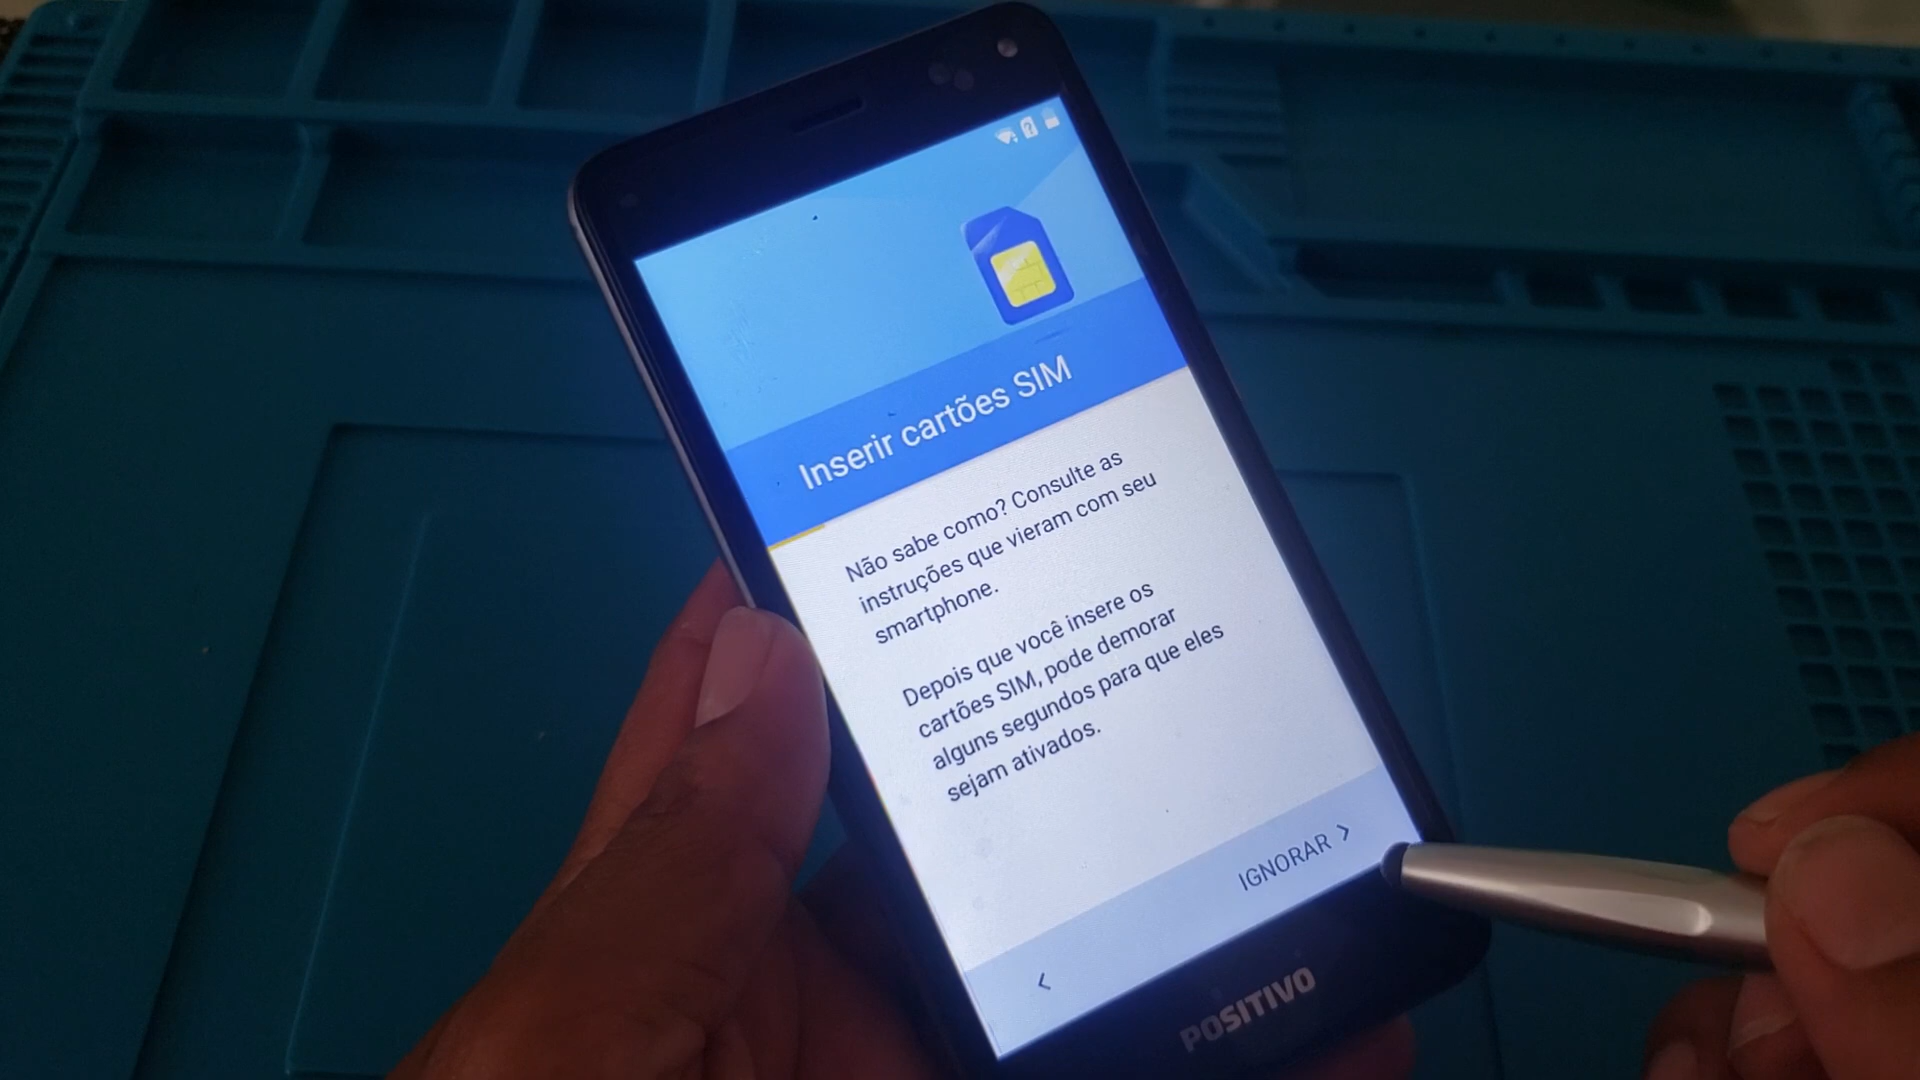 Inserir cartões SIM
Não sabe como? Consulte as
instruções que vieram com seu
smartphone.
Depois que você insere os
cartões SIM, pode demorar
alguns segundos para que eles
sejam ativados.
IGNORAR >
<
POSITIVO